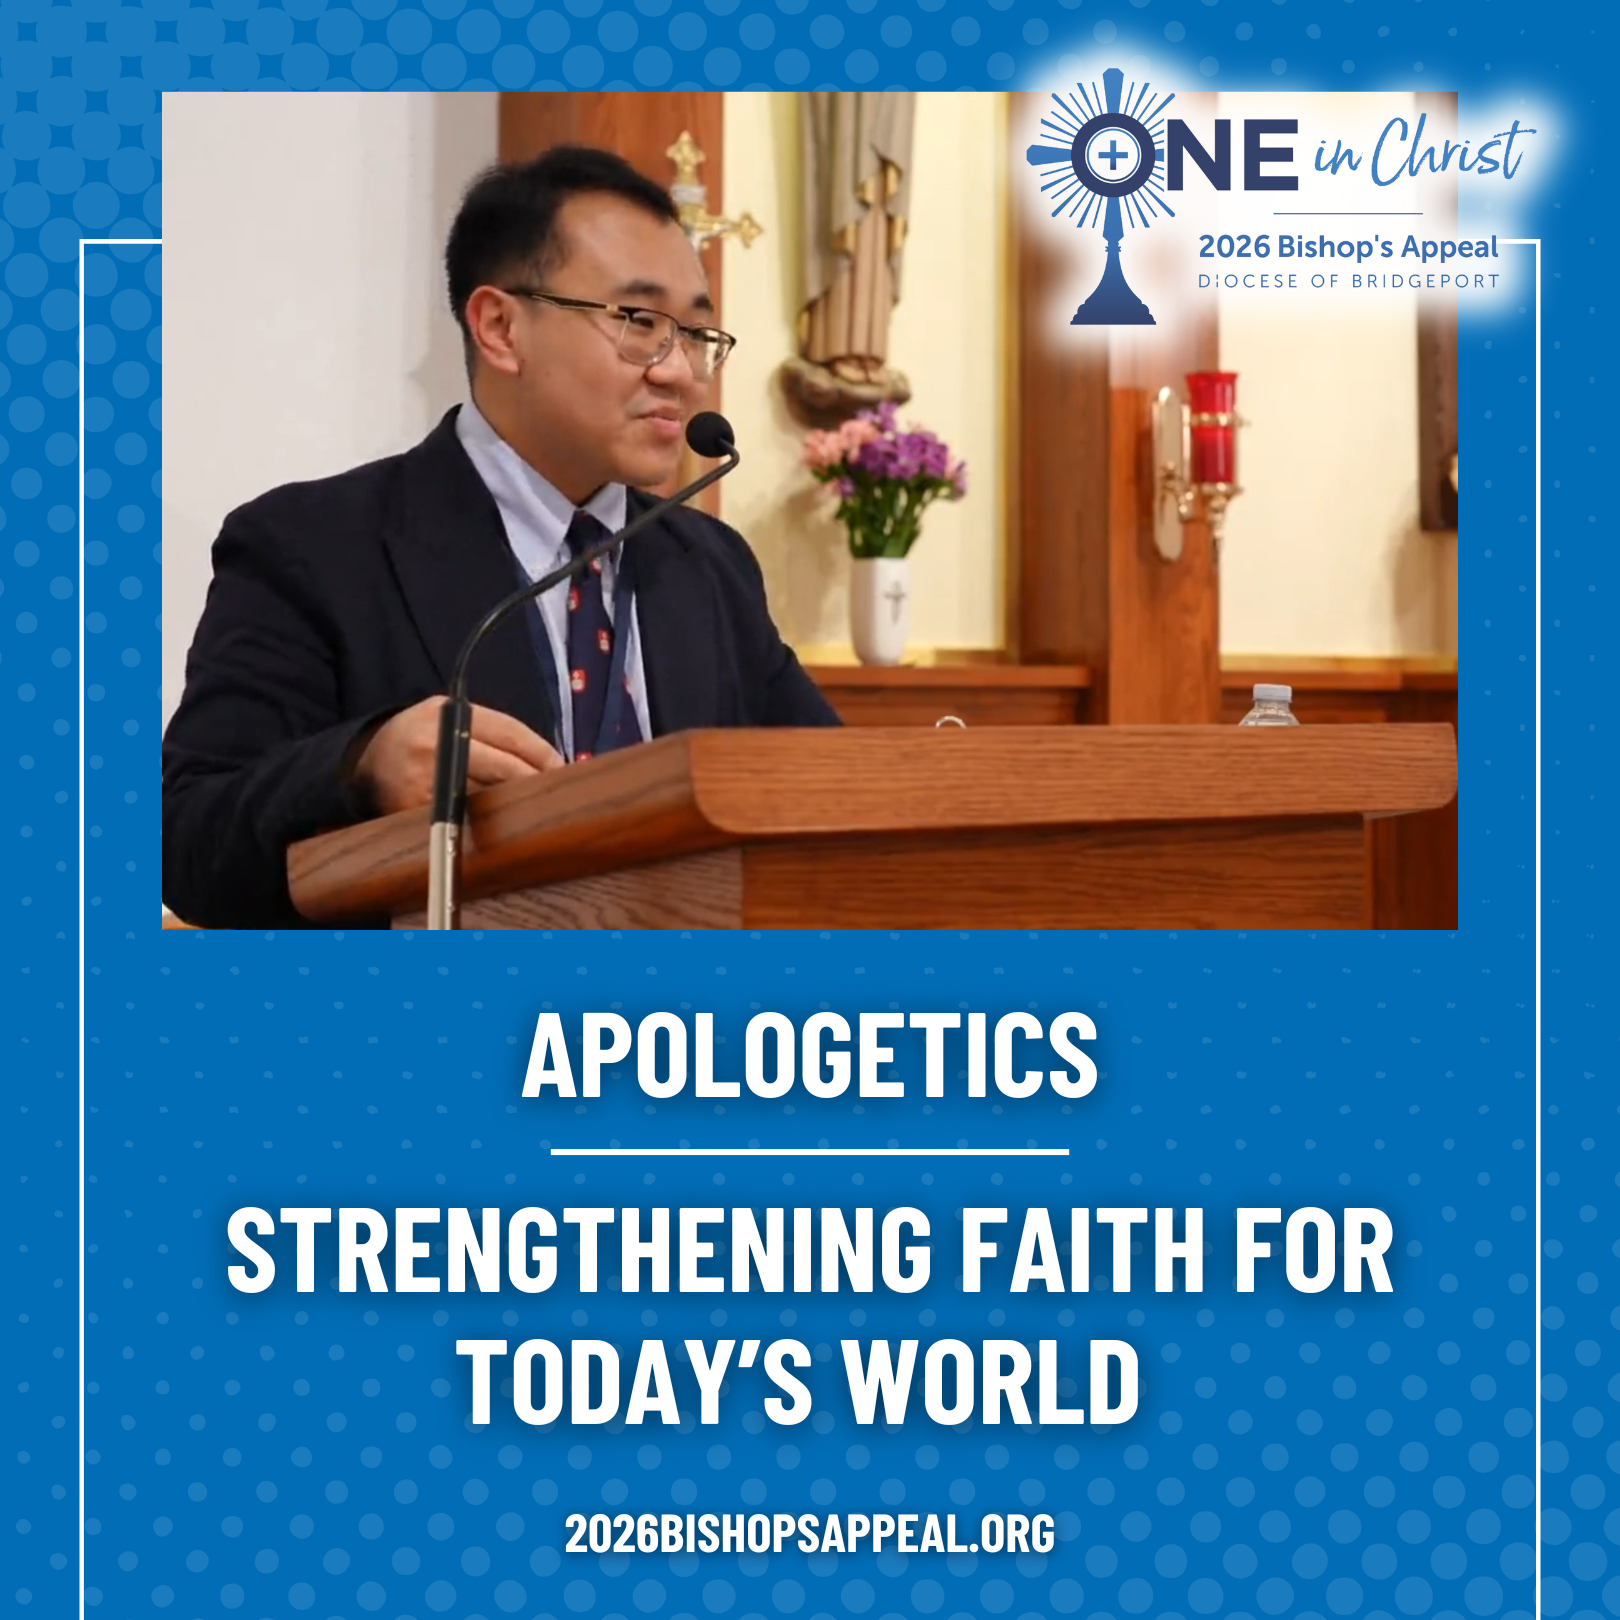 ONE in Christ
2026 Bishop's Appeal
DIOCESE OF BRIDGEPORT
APOLOGETICS
STRENGTHENING FAITH FOR
TODAY’S WORLD
2026BISHOPSAPPEAL.ORG